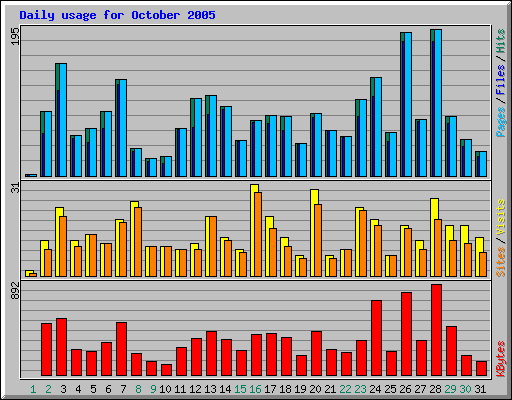 Daily usage for October 2005
195
Pages / Files / Hits
31
Sites / Visits
892
KBytes
1 2 3 4 5 6 7 8 9 10 11 12 13 14 15 16 17 18 19 20 21 22 23 24 25 26 27 28 29 30 31